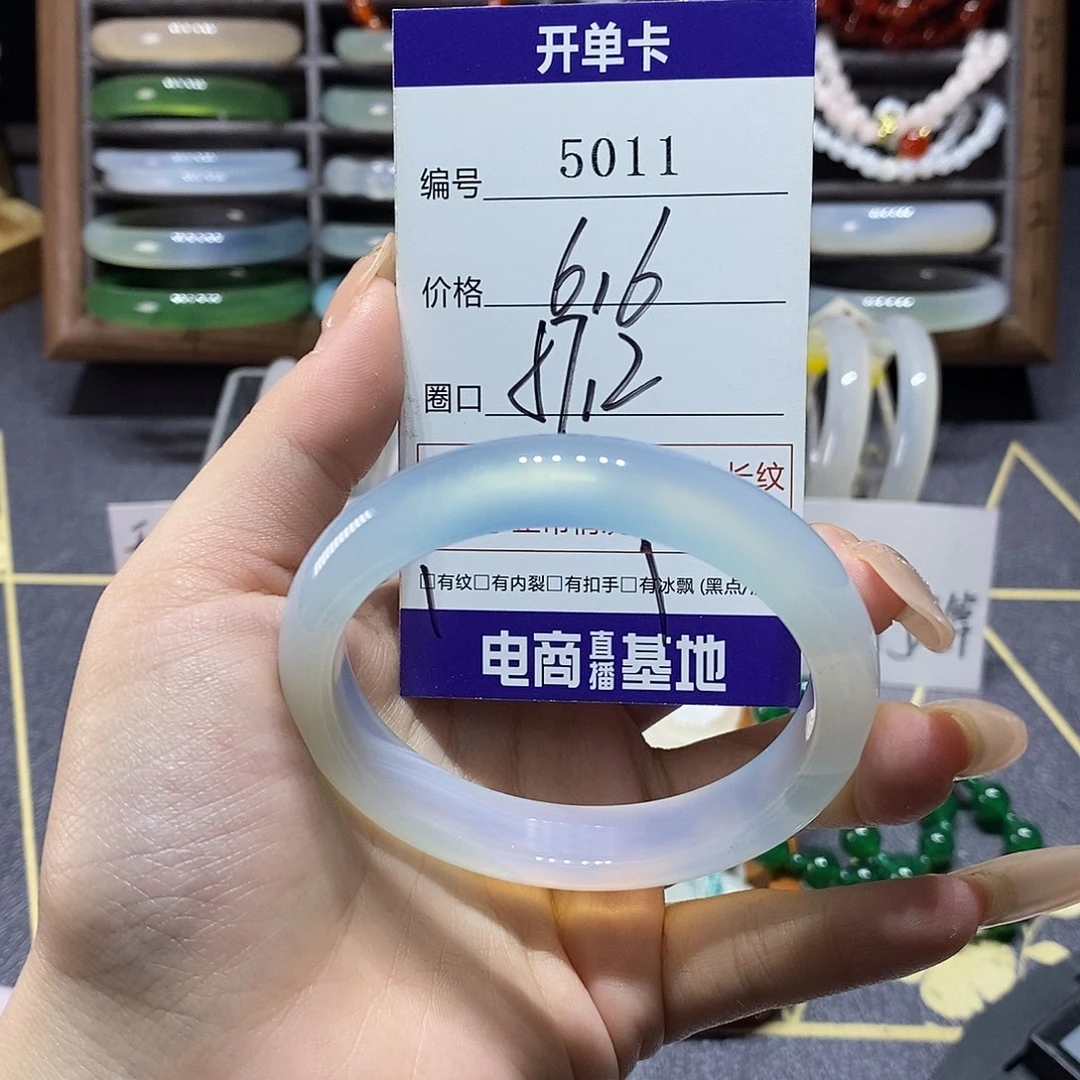 开单卡
编号 5011
价格 616
圈口 57.2
长纹
□有纹□有内裂□有扣手□有冰飘 (黑点/
电商直播基地